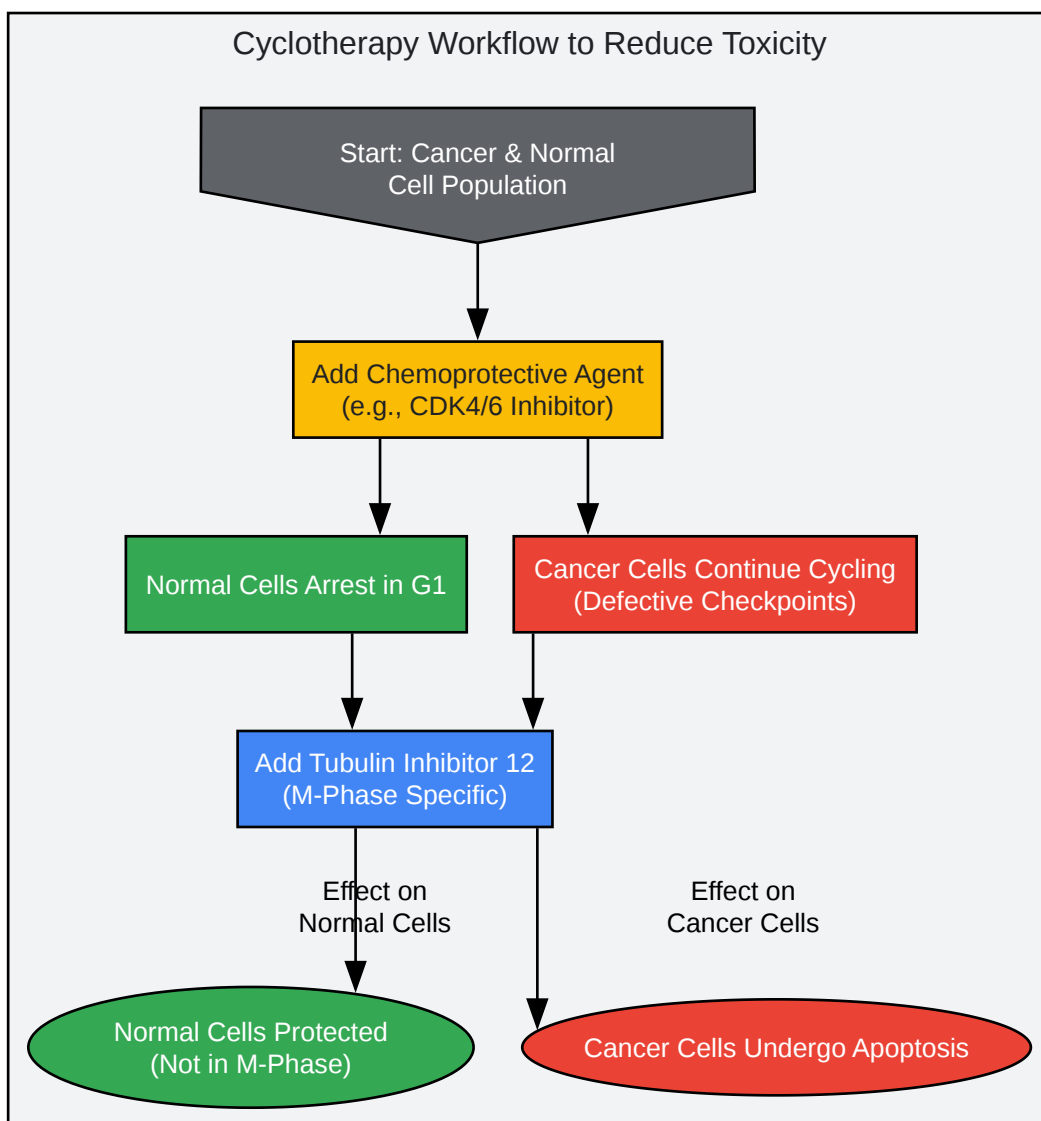 Cyclotherapy Workflow to Reduce Toxicity
Start: Cancer & Normal
Cell Population
Add Chemoprotective Agent
(e.g., CDK4/6 Inhibitor)
Normal Cells Arrest in G1
Cancer Cells Continue Cycling
(Defective Checkpoints)
Add Tubulin Inhibitor 12
(M-Phase Specific)
Effect on
Normal Cells
Effect on
Cancer Cells
Normal Cells Protected
(Not in M-Phase)
Cancer Cells Undergo Apoptosis